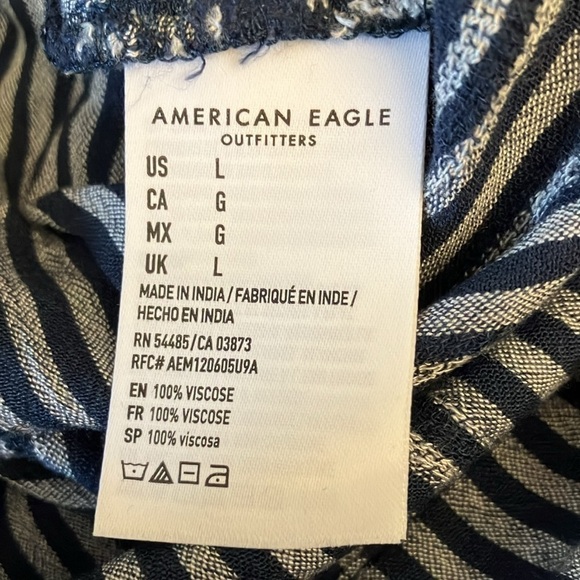 AMERICAN EAGLE
OUTFITTERS
US L
CA G
MX G
UK L
MADE IN INDIA / FABRIQUÉ EN INDE /
HECHO EN INDIA
RN 54485 / CA 03873
RFC# AEM120605U9A
EN 100% VISCOSE
FR 100% VISCOSE
SP 100% viscosa